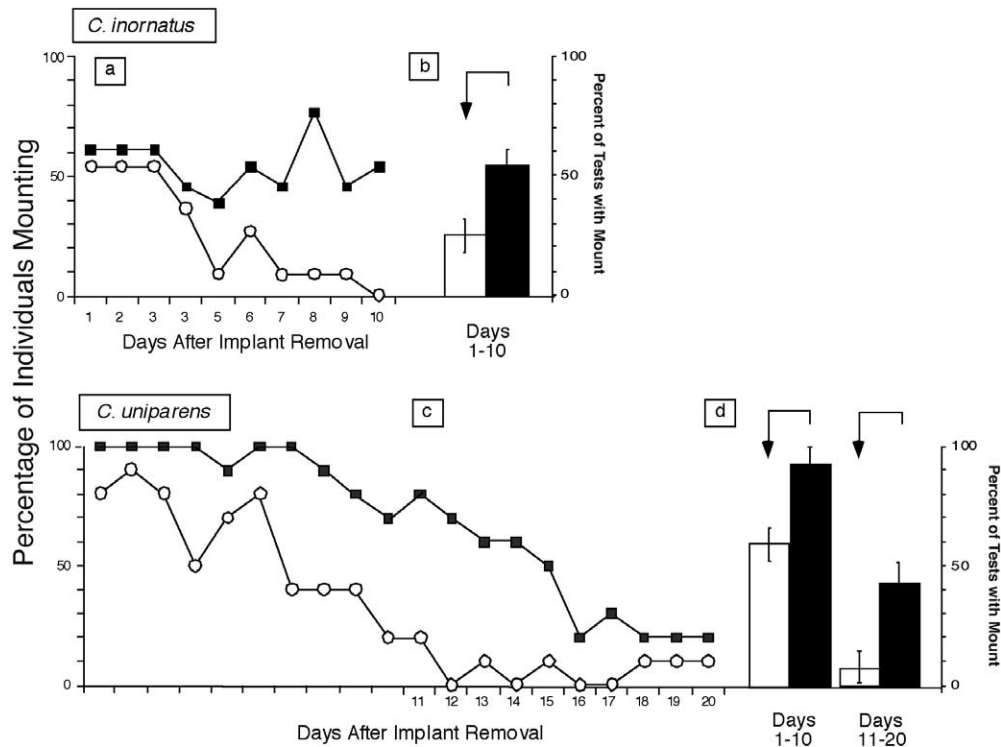 C. inornatus
a
b
100
50
0
1 2 3 3 5 6 7 8 9 10
Days After Implant Removal
100
50
0
Percent of Tests with Mount
Days
1-10
Percentage of Individuals Mounting
C. uniparens
c
d
100
50
0
11 12 13 14 15 16 17 18 19 20
Days After Implant Removal
100
50
0
Percent of Tests with Mount
Days
1-10
Days
11-20